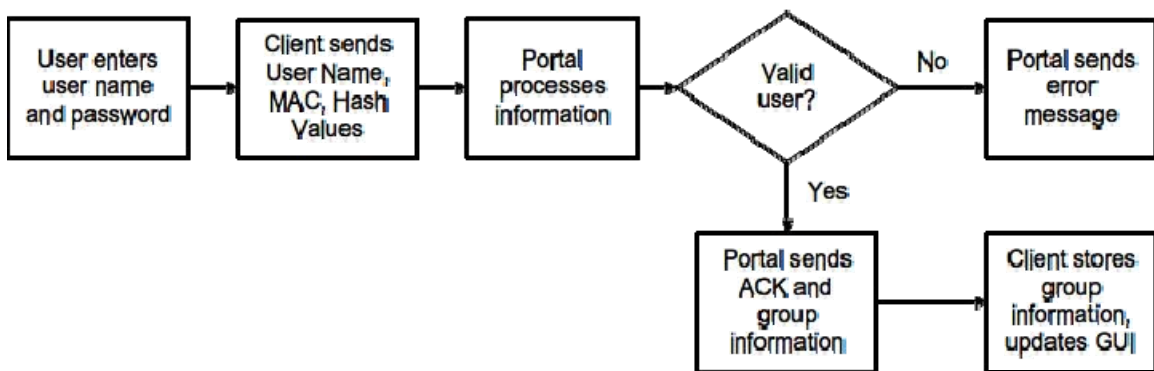 User enters
user name
and password
Client sends
User Name,
MAC, Hash
Values
Portal
processes
information
Valid
user?
No
Portal sends
error
message
Yes
Portal sends
ACK and
group
information
Client stores
group
information,
updates GUI